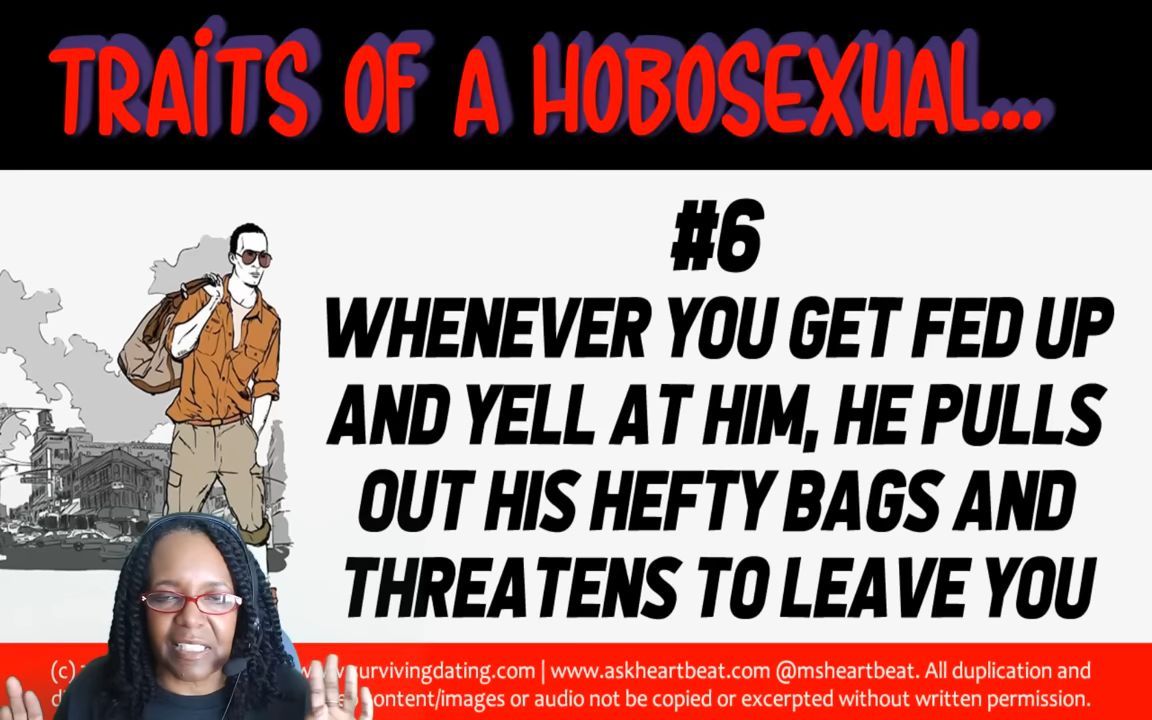 TRAITS OF A HOBOSEXUAL...
#6
WHENEVER YOU GET FED UP
AND YELL AT HIM, HE PULLS
OUT HIS HEFTY BAGS AND
THREATENS TO LEAVE YOU
(c) www.survivingdating.com | www.askheartbeat.com @msheartbeat. All duplication and
content/images or audio not be copied or excerpted without written permission.